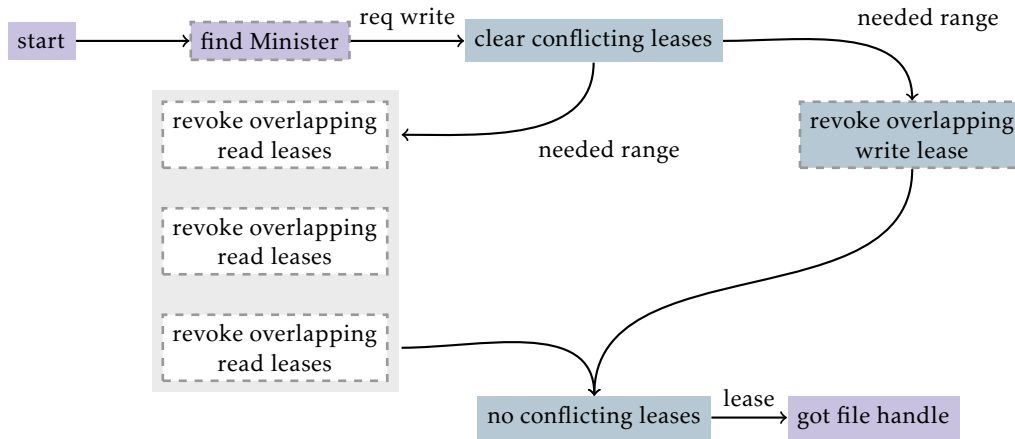 start
find Minister
req write
clear conflicting leases
needed range
revoke overlapping
read leases
needed range
revoke overlapping
write lease
revoke overlapping
read leases
revoke overlapping
read leases
no conflicting leases
lease
got file handle